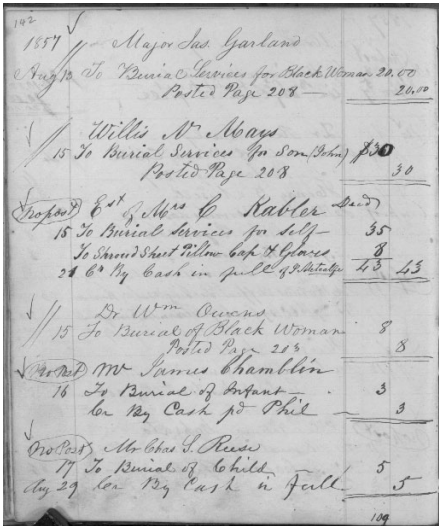 142
1857 // Major Jas. Garland
Aug 13 To Burial Services for Black Woman 20.00
Posted Page 208 — 20.00
// Willis N. Mays
15 To Burial Services for Son (John) $30
Posted Page 208 30
No post Est of Mrs C Kabler Decd
15 To Burial Services for Self — 35
To Shroud Sheet Pillow Cap & Gloves 8
21 Cr By Cash in full of 43 43
// Dr Wm Owens
15 To Burial of Black Woman 8
Posted Page 203 8
No Post Mr James Chamblin
16 To Burial of Infant — 3
Cr By Cash pd Phil — 3
No Post Mr Chas S. Reese
17 To Burial of Child 5
Aug 29 Cr By Cash in full 5
109